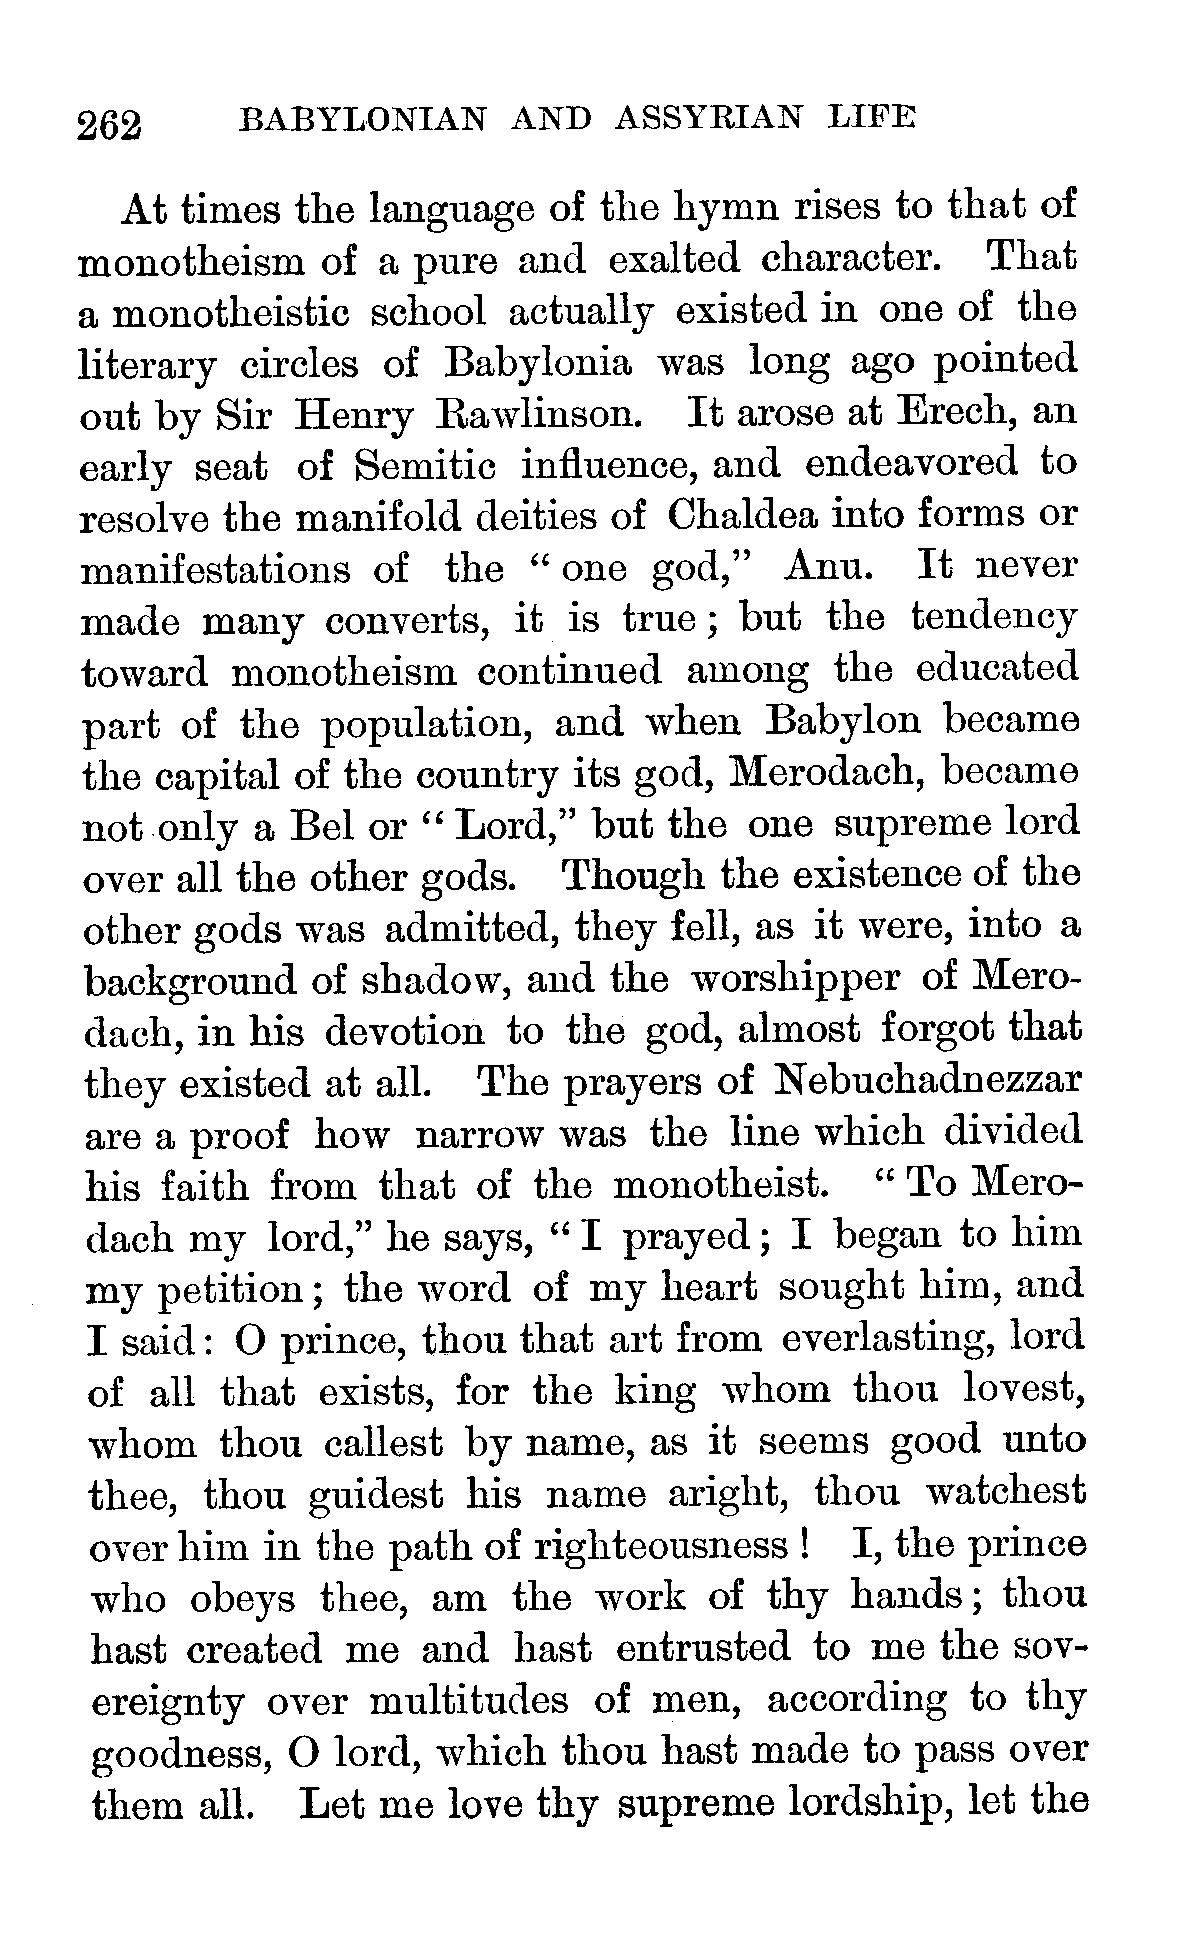 262 BABYLONIAN AND ASSYRIAN LIFE
At times the language of the hymn rises to that of
monotheism of a pure and exalted character. That
a monotheistic school actually existed in one of the
literary circles of Babylonia was long ago pointed
out by Sir Henry Rawlinson. It arose at Erech, an
early seat of Semitic influence, and endeavored to
resolve the manifold deities of Chaldea into forms or
manifestations of the “ one god,” Anu. It never
made many converts, it is true ; but the tendency
toward monotheism continued among the educated
part of the population, and when Babylon became
the capital of the country its god, Merodach, became
not only a Bel or “ Lord,” but the one supreme lord
over all the other gods. Though the existence of the
other gods was admitted, they fell, as it were, into a
background of shadow, and the worshipper of Mero-
dach, in his devotion to the god, almost forgot that
they existed at all. The prayers of Nebuchadnezzar
are a proof how narrow was the line which divided
his faith from that of the monotheist. “ To Mero-
dach my lord,” he says, “ I prayed ; I began to him
my petition ; the word of my heart sought him, and
I said : O prince, thou that art from everlasting, lord
of all that exists, for the king whom thou lovest,
whom thou callest by name, as it seems good unto
thee, thou guidest his name aright, thou watchest
over him in the path of righteousness ! I, the prince
who obeys thee, am the work of thy hands ; thou
hast created me and hast entrusted to me the sov-
ereignty over multitudes of men, according to thy
goodness, O lord, which thou hast made to pass over
them all. Let me love thy supreme lordship, let the